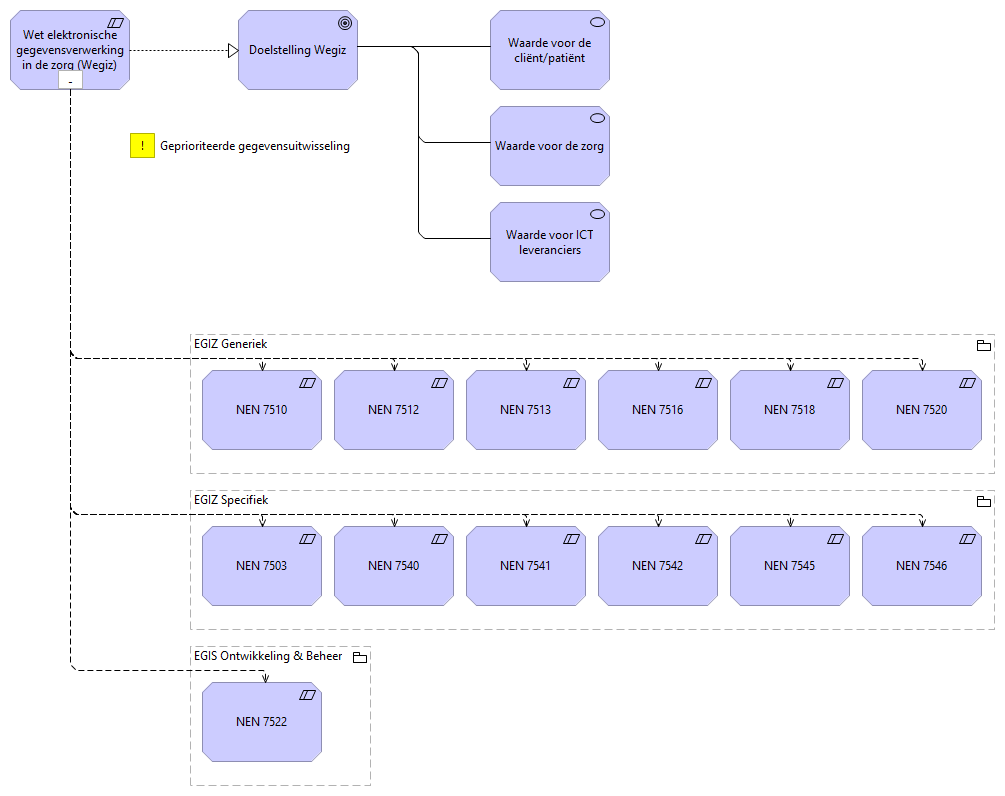 Wet elektronische
gegevensverwerking
in de zorg (Wegiz)
-
Doelstelling Wegiz
Waarde voor de
cliënt/patiënt
! Geprioriteerde gegevensuitwisseling
Waarde voor de zorg
Waarde voor ICT
leveranciers
EGIZ Generiek
NEN 7510
NEN 7512
NEN 7513
NEN 7516
NEN 7518
NEN 7520
EGIZ Specifiek
NEN 7503
NEN 7540
NEN 7541
NEN 7542
NEN 7545
NEN 7546
EGIS Ontwikkeling & Beheer
NEN 7522